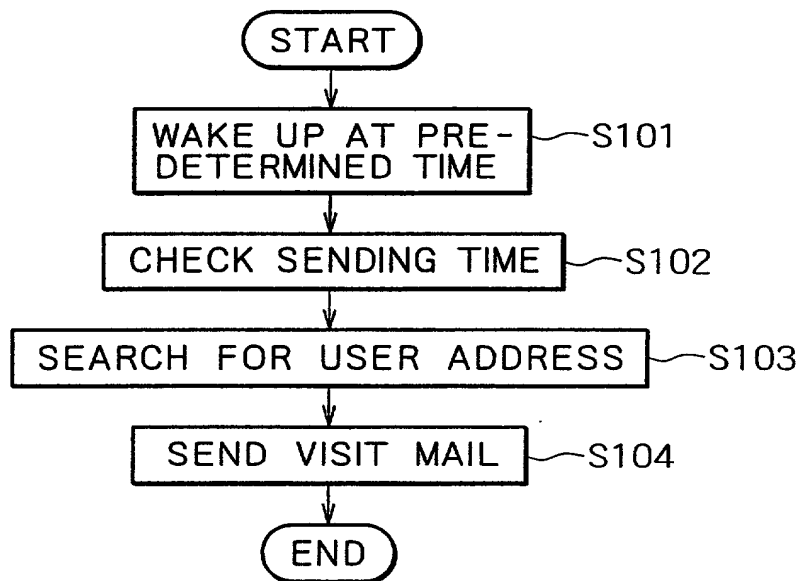 START
WAKE UP AT PRE-
DETERMINED TIME
S101
CHECK SENDING TIME
S102
SEARCH FOR USER ADDRESS
S103
SEND VISIT MAIL
S104
END